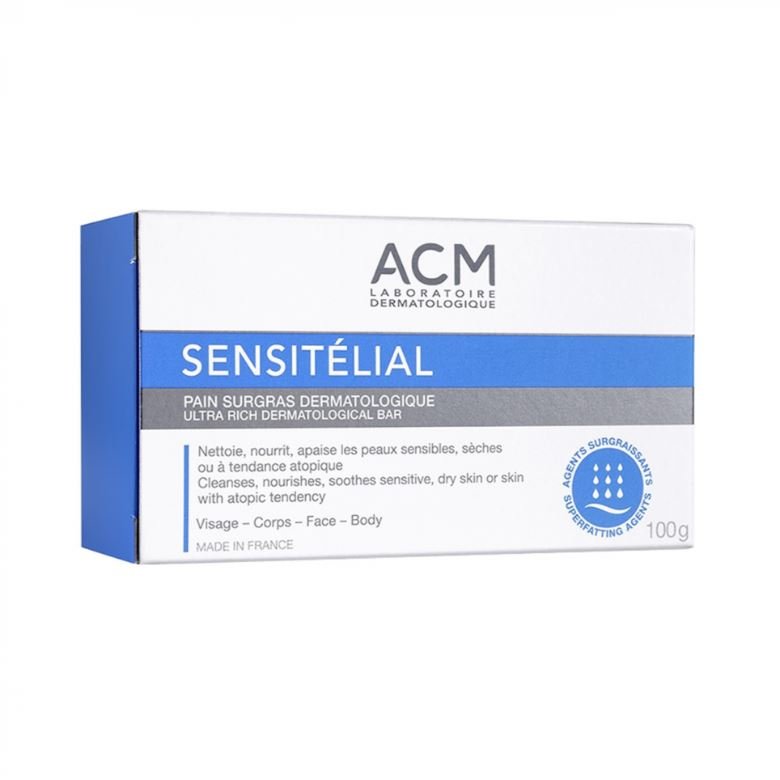 ACM
LABORATOIRE
DERMATOLOGIQUE
SENSITÉLIAL
PAIN SURGRAS DERMATOLOGIQUE
ULTRA RICH DERMATOLOGICAL BAR
Nettoie, nourrit, apaise les peaux sensibles, sèches
ou à tendance atopique
Cleanses, nourishes, soothes sensitive, dry skin or skin
with atopic tendency
Visage – Corps – Face – Body
MADE IN FRANCE
AGENTS SURGRAISSANTS
SUPERFATTING AGENTS
100g